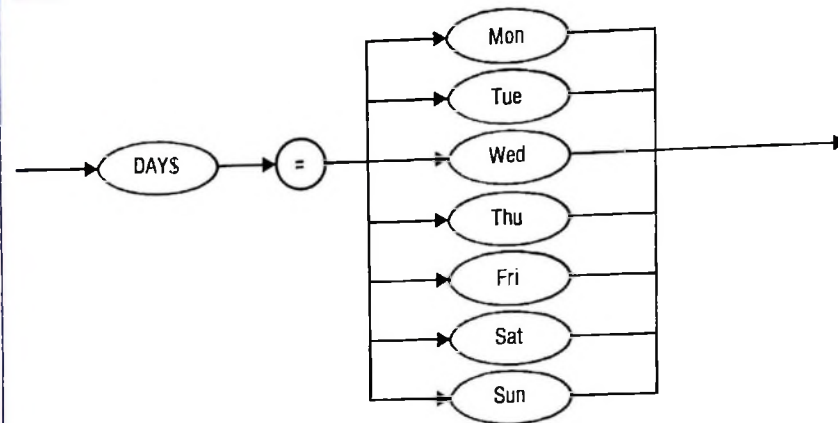 Mon
Tue
DAY$ = Wed
Thu
Fri
Sat
Sun